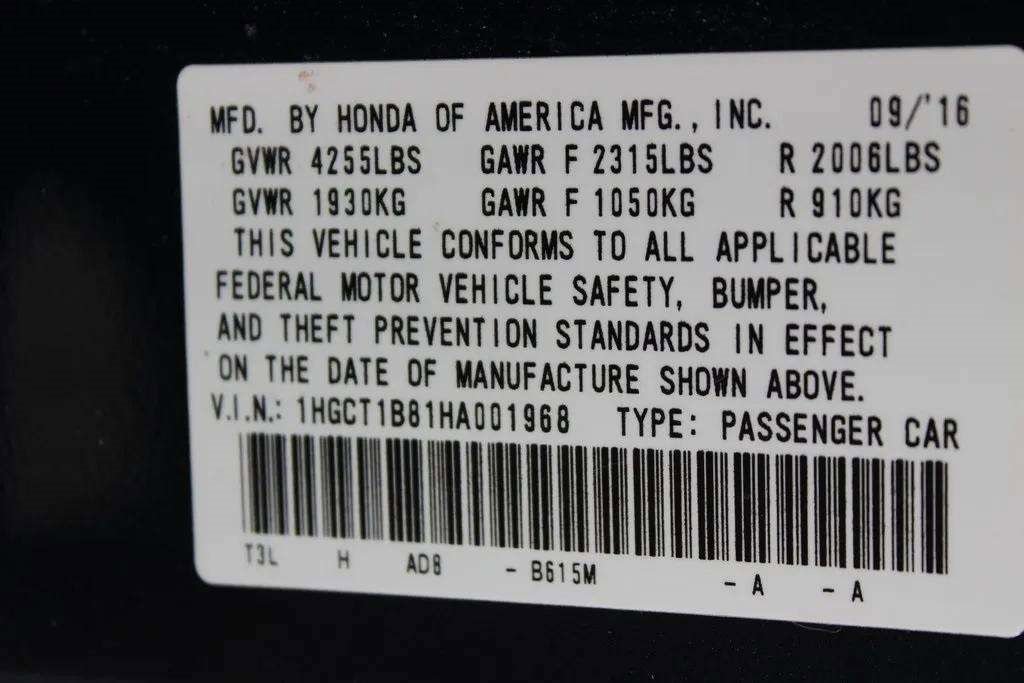 MFD. BY HONDA OF AMERICA MFG., INC. 09/'16
GVWR 4255LBS GAWR F 2315LBS R 2006LBS
GVWR 1930KG GAWR F 1050KG R 910KG
THIS VEHICLE CONFORMS TO ALL APPLICABLE
FEDERAL MOTOR VEHICLE SAFETY, BUMPER,
AND THEFT PREVENTION STANDARDS IN EFFECT
ON THE DATE OF MANUFACTURE SHOWN ABOVE.
V.I.N.: 1HGCT1B81HA001968 TYPE: PASSENGER CAR
T3L H AD8 - B615M - A - A